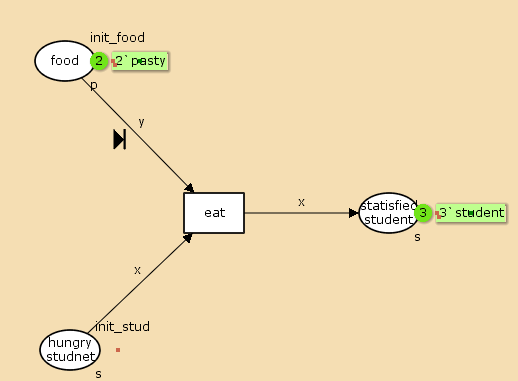 init_food
food
2
2`pasty
p
y
eat
x
statisfied
student
3
3`student
s
x
init_stud
hungry
studnet
s